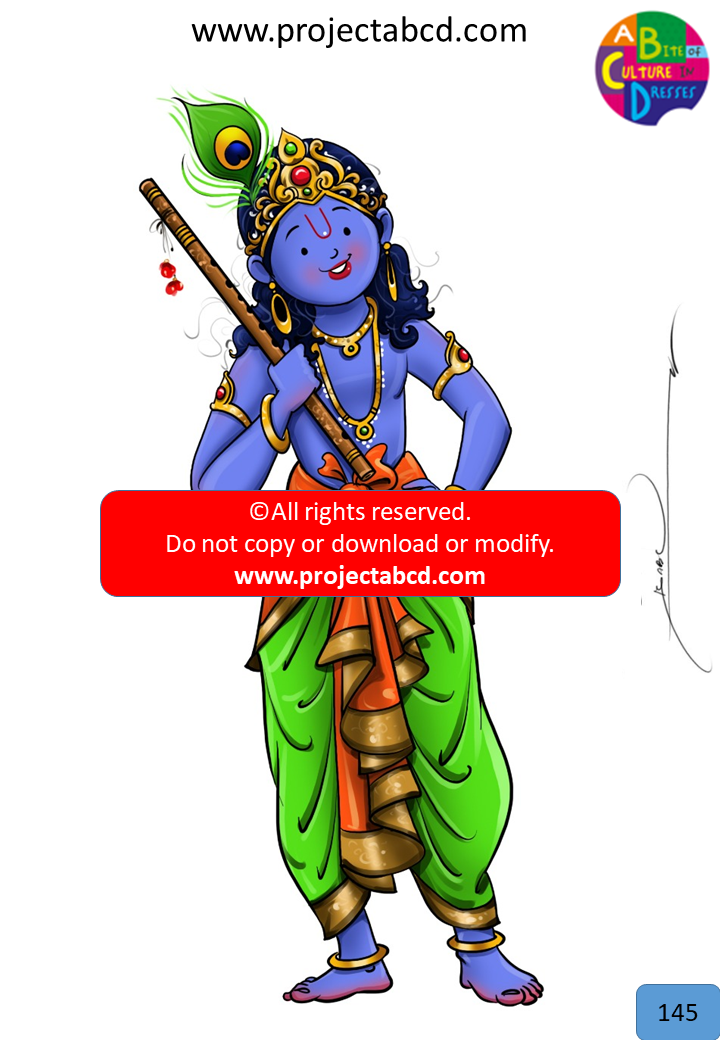 www.projectabcd.com
A BITE OF
CULTURE IN
DRESSES
©All rights reserved.
Do not copy or download or modify.
www.projectabcd.com
145